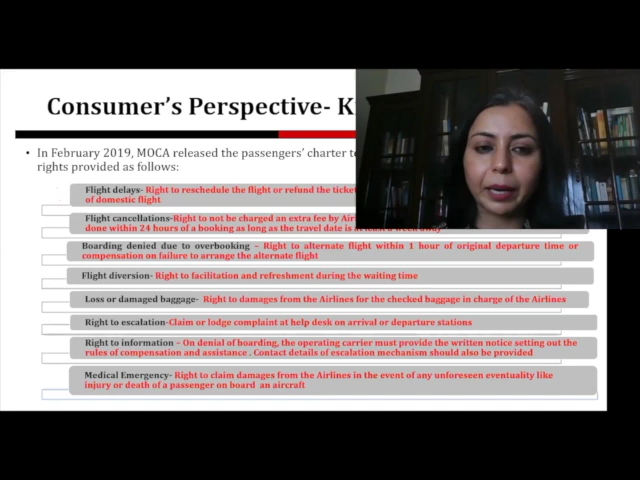 Consumer's Perspective- K
• In February 2019, MOCA released the passengers' charter t
rights provided as follows:
Flight delays- Right to reschedule the flight or refund the ticket
of domestic flight
Flight cancellations-Right to not be charged an extra fee by Air
done within 24 hours of a booking as long as the travel date is at least a week away
Boarding denied due to overbooking – Right to alternate flight within 1 hour of original departure time or
compensation on failure to arrange the alternate flight
Flight diversion- Right to facilitation and refreshment during the waiting time
Loss or damaged baggage- Right to damages from the Airlines for the checked baggage in charge of the Airlines
Right to escalation-Claim or lodge complaint at help desk on arrival or departure stations
Right to information – On denial of boarding, the operating carrier must provide the written notice setting out the
rules of compensation and assistance . Contact details of escalation mechanism should also be provided
Medical Emergency- Right to claim damages from the Airlines in the event of any unforeseen eventuality like
injury or death of a passenger on board an aircraft